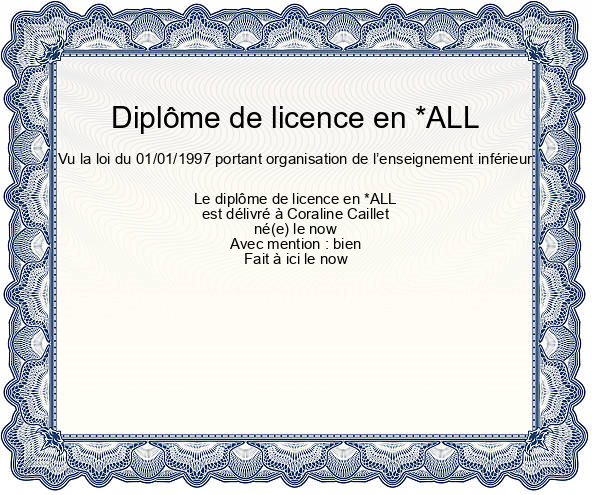 Diplôme de licence en *ALL
Vu la loi du 01/01/1997 portant organisation de l’enseignement inférieur
Le diplôme de licence en *ALL
est délivré à Coraline Caillet
né(e) le now
Avec mention : bien
Fait à ici le now